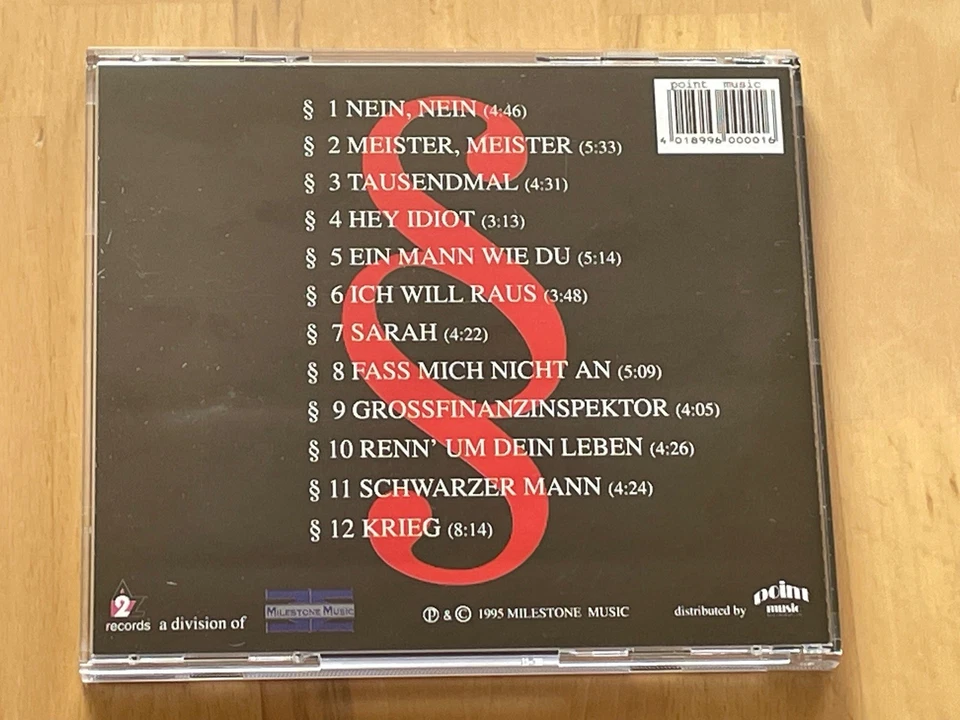 point music
4 018996 000016
§ 1 NEIN, NEIN (4:46)
§ 2 MEISTER, MEISTER (5:33)
§ 3 TAUSENDMAL (4:31)
§ 4 HEY IDIOT (3:13)
§ 5 EIN MANN WIE DU (5:14)
§ 6 ICH WILL RAUS (3:48)
§ 7 SARAH (4:22)
§ 8 FASS MICH NICHT AN (5:09)
§ 9 GROSSFINANZINSPEKTOR (4:05)
§ 10 RENN' UM DEIN LEBEN (4:26)
§ 11 SCHWARZER MANN (4:24)
§ 12 KRIEG (8:14)
§
2
records a division of
MILESTONE MUSIC
℗ & © 1995 MILESTONE MUSIC
distributed by
point
music